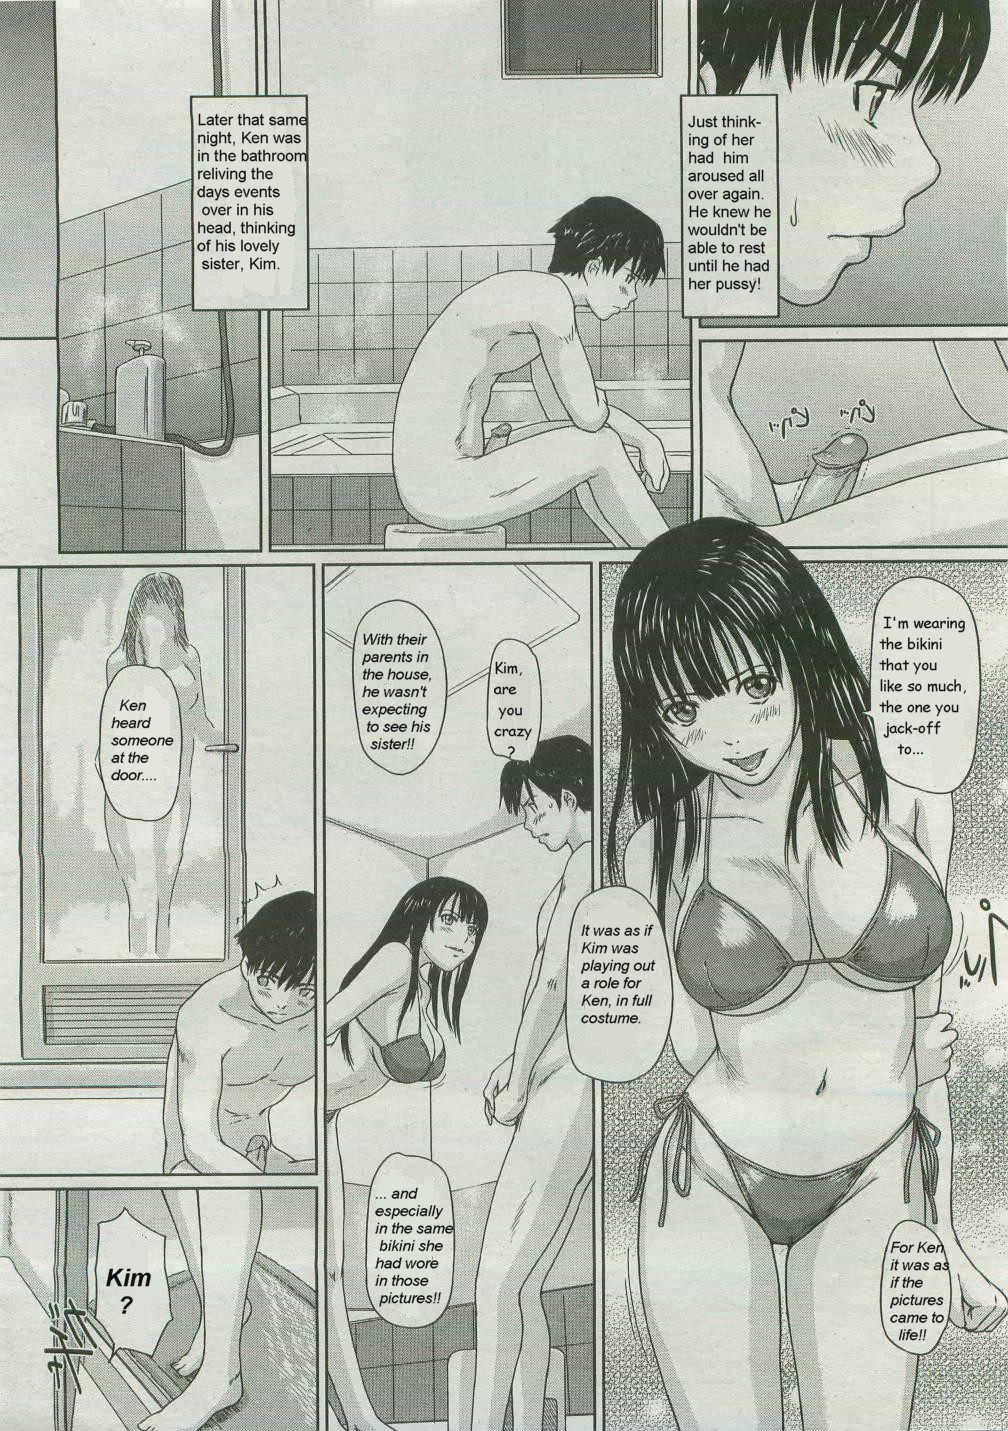 Later that same
night, Ken was
in the bathroom
reliving the
days events
over in his
head, thinking
of his lovely
sister, Kim.
Just think-
ing of her
had him
aroused all
over again.
He knew he
wouldn't be
able to rest
until he had
her pussy!
Ken
heard
someone
at the
door....
With their
parents in
the house,
he wasn't
expecting
to see his
sister!!
Kim,
are
you
crazy
?
I'm wearing
the bikini
that you
like so much,
the one you
jack-off
to...
It was as if
Kim was
playing out
a role for
Ken, in full
costume.
Kim
?
... and
especially
in the same
bikini she
had wore
in those
pictures!!
For Ken
it was as
if the
pictures
came to
life!!